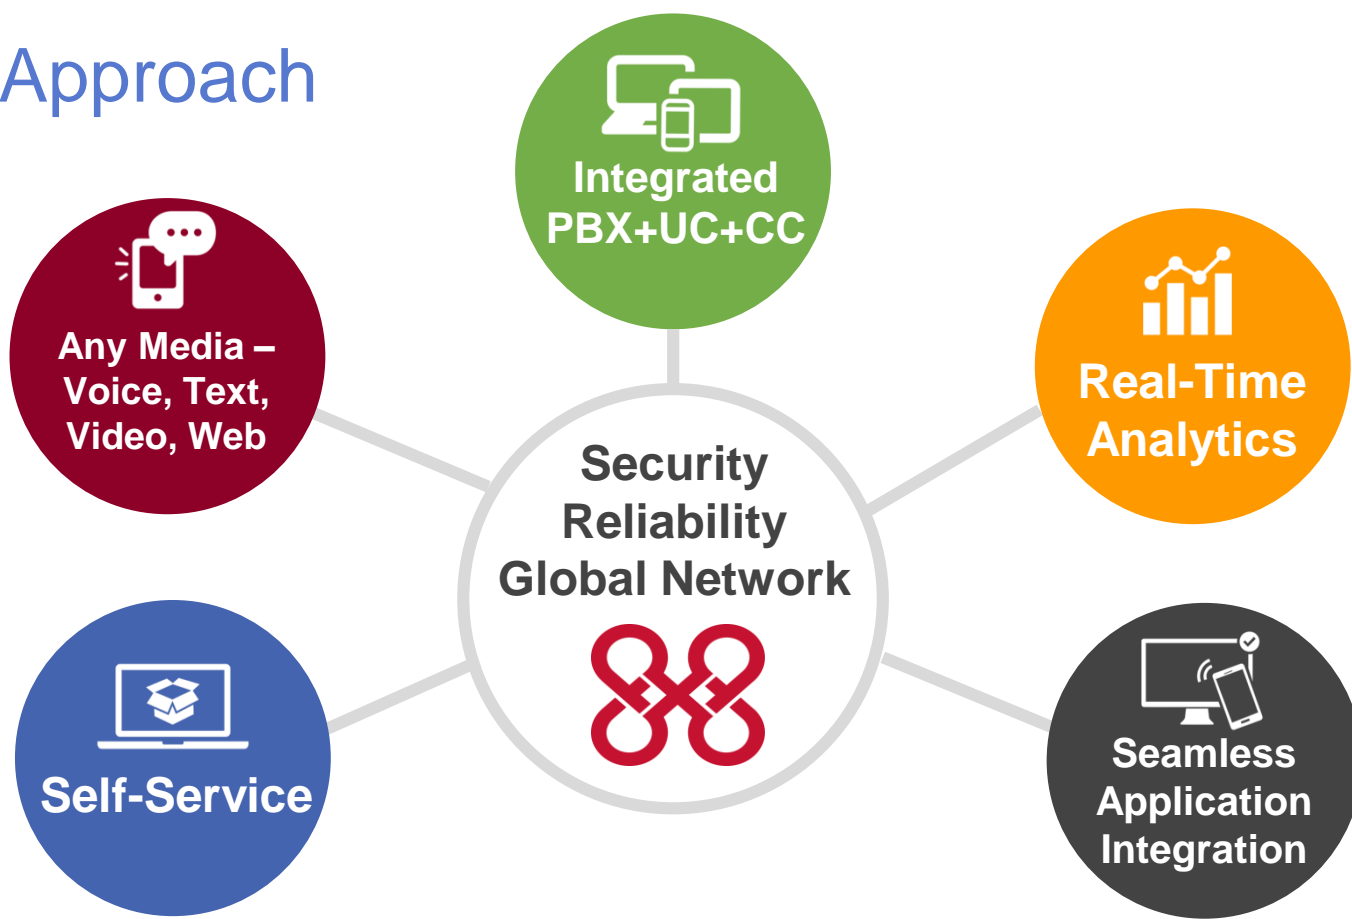 Approach
Integrated
PBX+UC+CC
Any Media –
Voice, Text,
Video, Web
Real-Time
Analytics
Security
Reliability
Global Network
Self-Service
Seamless
Application
Integration